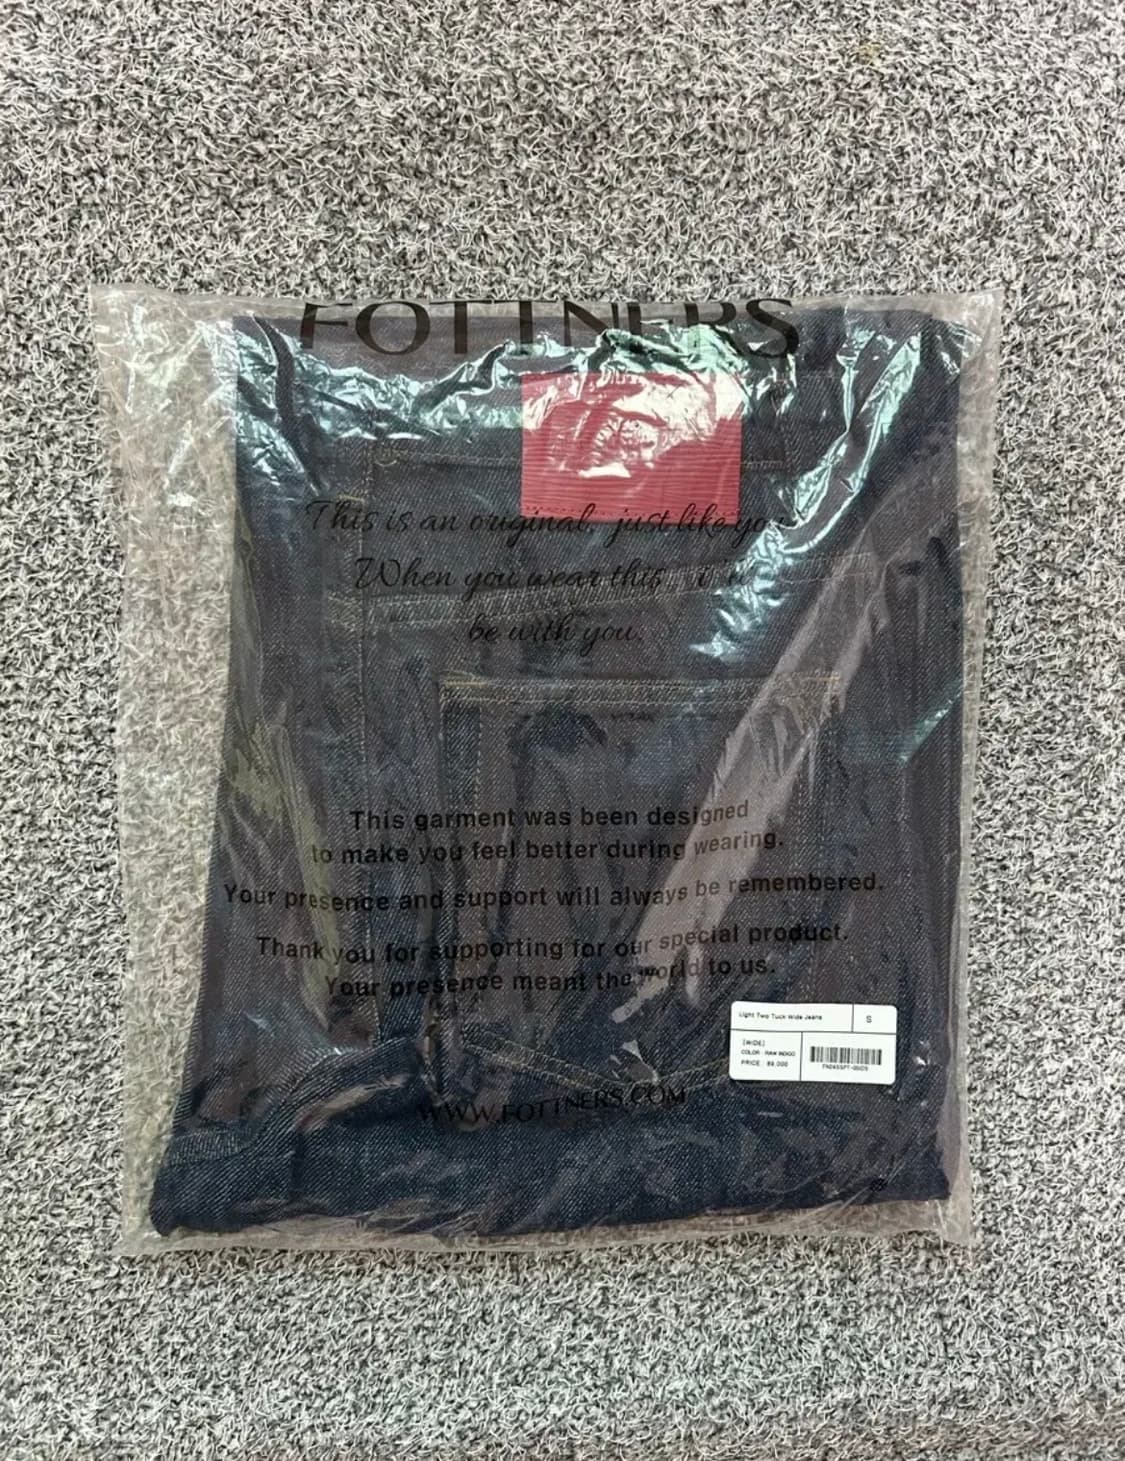 FOTTNERS
This is an original, just like you
When you wear this
be with you.
This garment was been designed
to make you feel better during wearing.
Your presence and support will always be remembered.
Thank you for supporting for our special product.
Your presence meant the world to us.
Light Two Tuck Wide Jeans
S
[WIDE]
COLOR : RAW INDIGO
PRICE : 89,000
WWW.FOTTNERS.COM